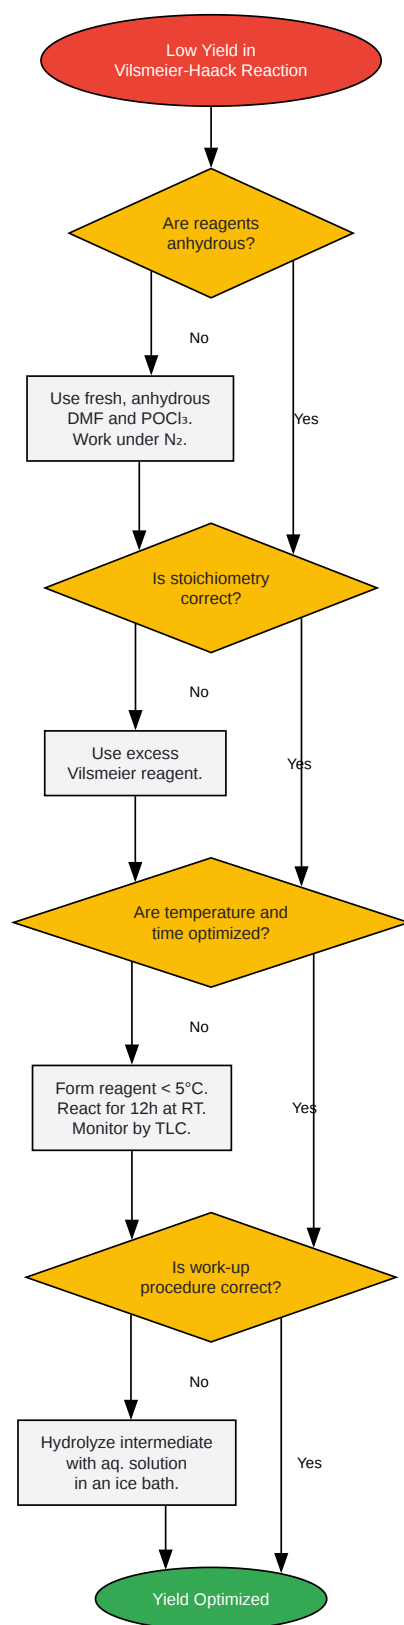 Low Yield in
Vilsmeier-Haack Reaction
Are reagents
anhydrous?
No
Use fresh, anhydrous
DMF and POCl₃.
Work under N₂.
Yes
Is stoichiometry
correct?
No
Use excess
Vilsmeier reagent.
Yes
Are temperature and
time optimized?
No
Form reagent < 5°C.
React for 12h at RT.
Monitor by TLC.
Yes
Is work-up
procedure correct?
No
Hydrolyze intermediate
with aq. solution
in an ice bath.
Yes
Yield Optimized